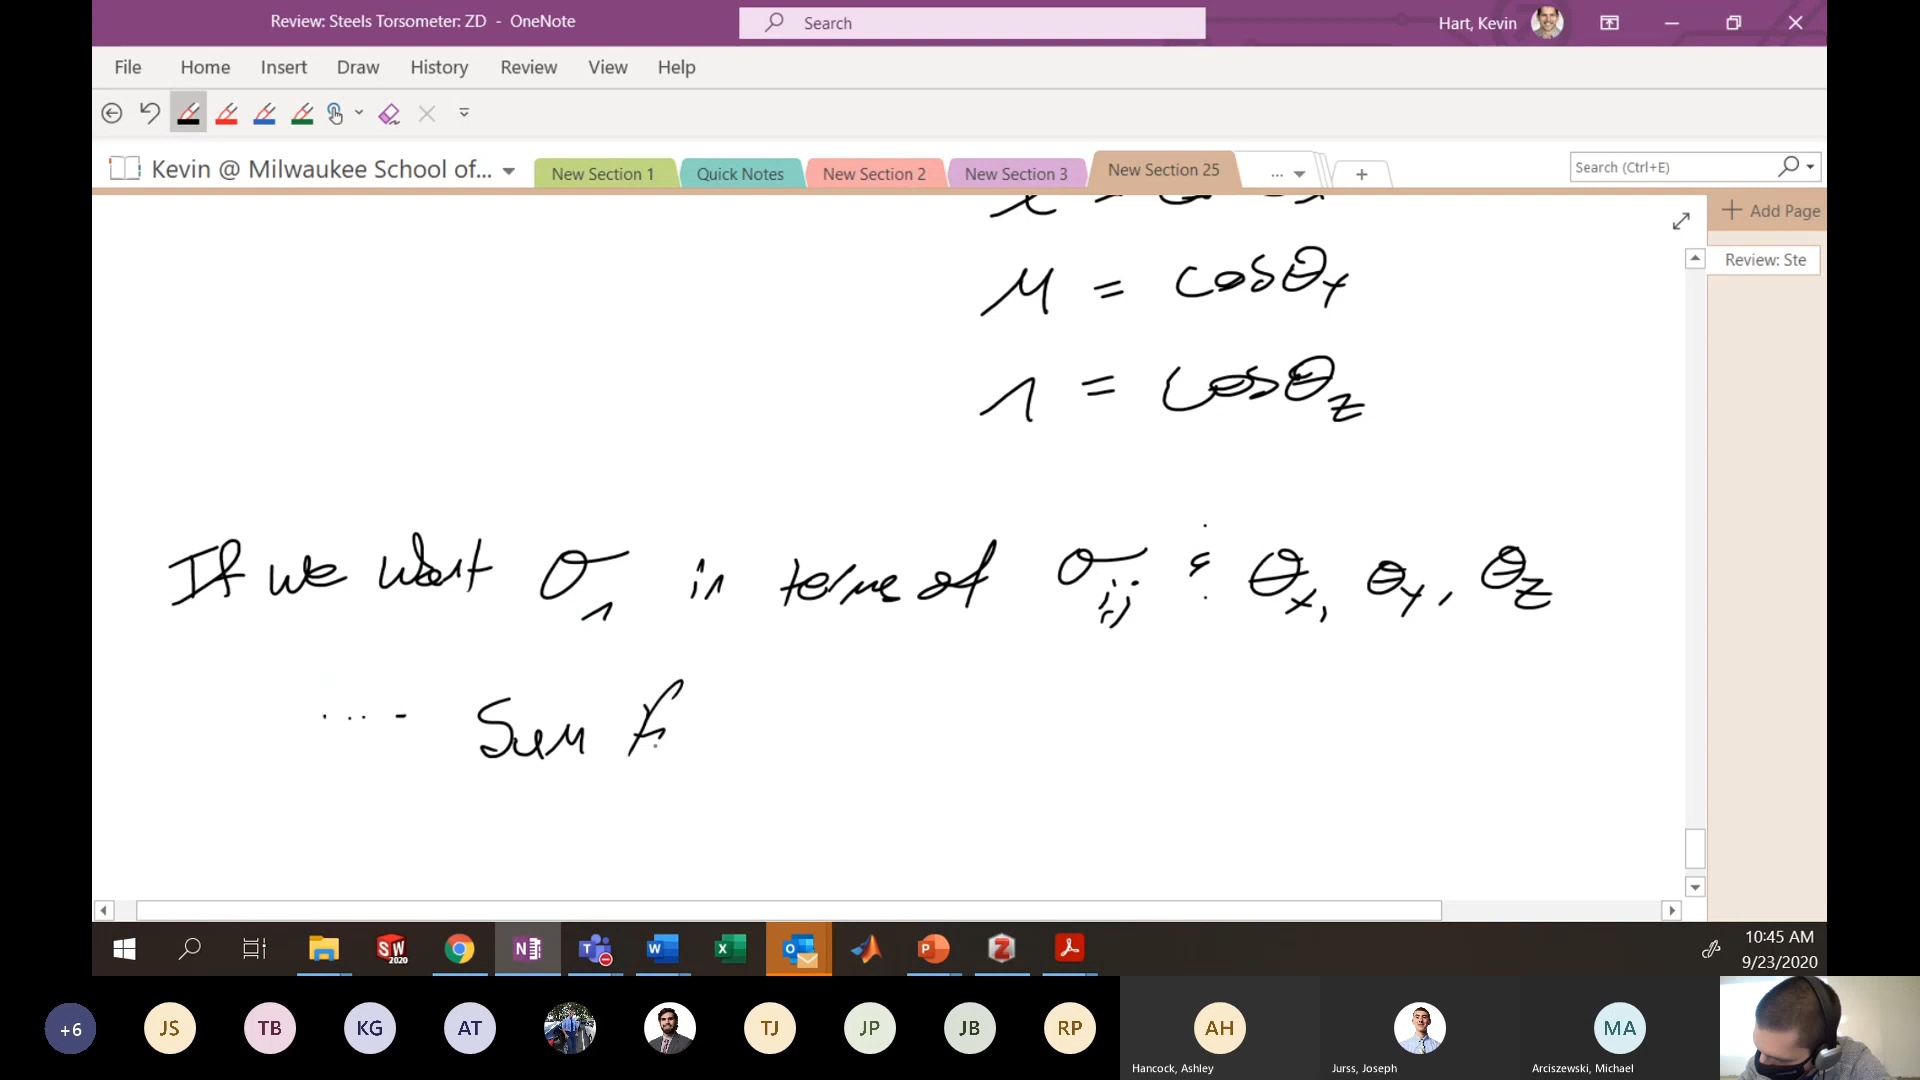 Review: Steels Torsometer: ZD - OneNote
Search
Hart, Kevin
File Home Insert Draw History Review View Help
Kevin @ Milwaukee School of...
New Section 1
Quick Notes
New Section 2
New Section 3
New Section 25
...
Search (Ctrl+E)
Add Page
Review: Ste
M = cosθy
n = cosθz
If we want σn in terms of σij & θx, θy, θz
.... Sum F
SW 2020
N
T
W
X
O
P
Z
10:45 AM
9/23/2020
+6
JS
TB
KG
AT
TJ
JP
JB
RP
AH
MA
Hancock, Ashley
Jurss, Joseph
Arciszewski, Michael